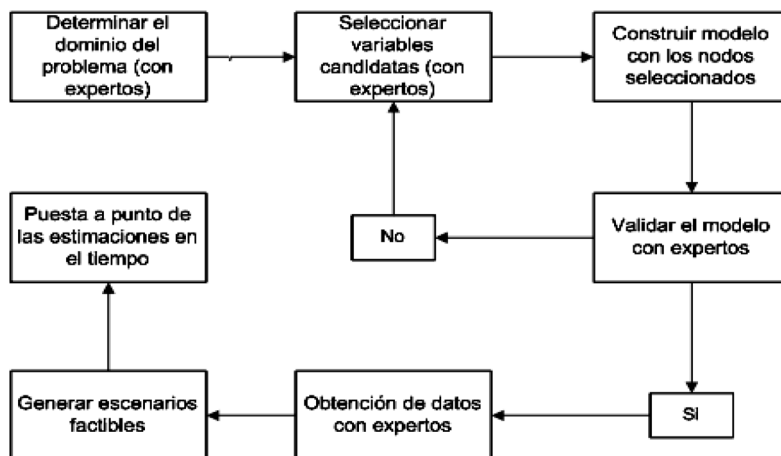 Determinar el
dominio del
problema (con
expertos)
Seleccionar
variables
candidatas (con
expertos)
Construir modelo
con los nodos
seleccionados
Puesta a punto de
las estimaciones en
el tiempo
No
Validar el modelo
con expertos
Generar escenarios
factibles
Obtención de datos
con expertos
SI